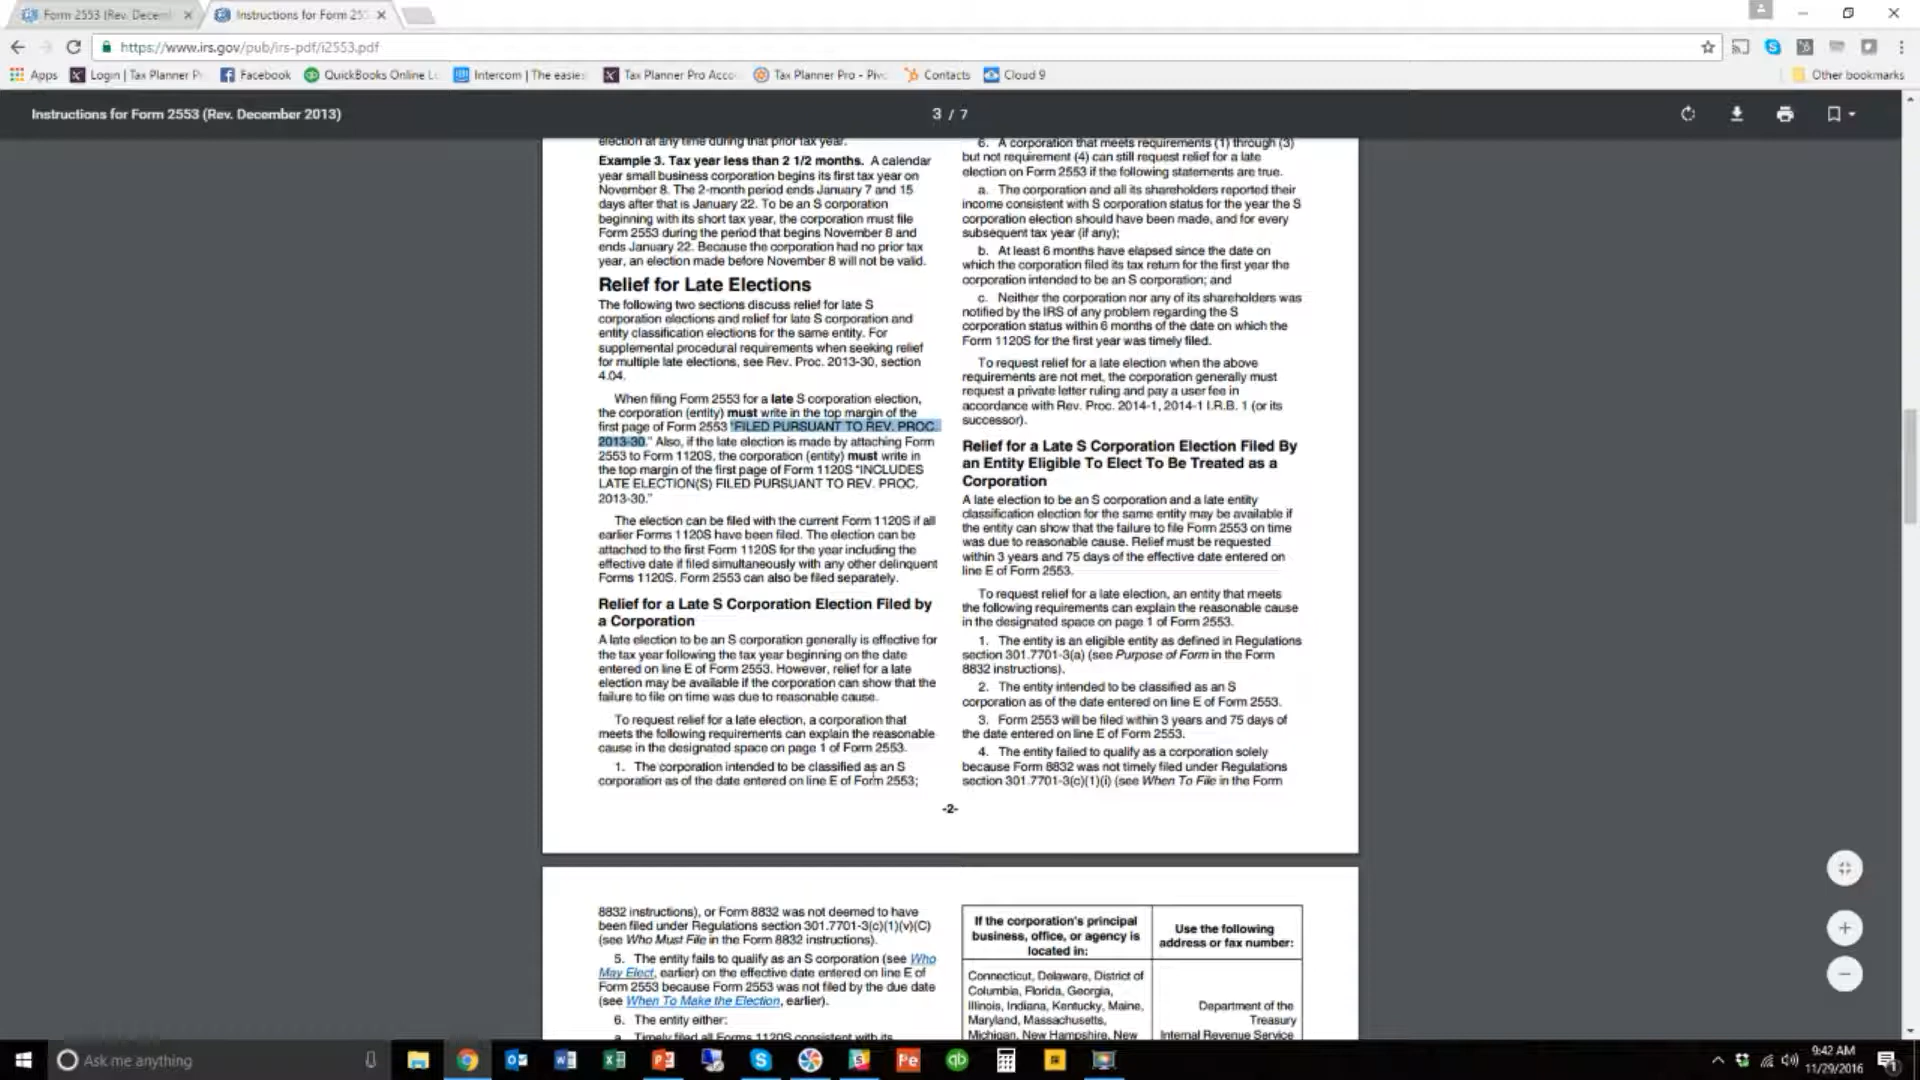 Form 2553 (Rev. Decem
Instructions for Form 255
https://www.irs.gov/pub/irs-pdf/i2553.pdf
Apps
Login | Tax Planner P
Facebook
QuickBooks Online L
Intercom | The easie
Tax Planner Pro Acco
Tax Planner Pro - Piv
Contacts
Cloud 9
Other bookmarks
Instructions for Form 2553 (Rev. December 2013)
3 / 7
election at any time during that prior tax year.
Example 3. Tax year less than 2 1/2 months. A calendar
year small business corporation begins its first tax year on
November 8. The 2-month period ends January 7 and 15
days after that is January 22. To be an S corporation
beginning with its short tax year, the corporation must file
Form 2553 during the period that begins November 8 and
ends January 22. Because the corporation had no prior tax
year, an election made before November 8 will not be valid.
Relief for Late Elections
The following two sections discuss relief for late S
corporation elections and relief for late S corporation and
entity classification elections for the same entity. For
supplemental procedural requirements when seeking relief
for multiple late elections, see Rev. Proc. 2013-30, section
4.04.
When filing Form 2553 for a late S corporation election,
the corporation (entity) must write in the top margin of the
first page of Form 2553 "FILED PURSUANT TO REV. PROC.
2013-30." Also, if the late election is made by attaching Form
2553 to Form 1120S, the corporation (entity) must write in
the top margin of the first page of Form 1120S "INCLUDES
LATE ELECTION(S) FILED PURSUANT TO REV. PROC.
2013-30."
The election can be filed with the current Form 1120S if all
earlier Forms 1120S have been filed. The election can be
attached to the first Form 1120S for the year including the
effective date if filed simultaneously with any other delinquent
Forms 1120S. Form 2553 can also be filed separately.
Relief for a Late S Corporation Election Filed by
a Corporation
A late election to be an S corporation generally is effective for
the tax year following the tax year beginning on the date
entered on line E of Form 2553. However, relief for a late
election may be available if the corporation can show that the
failure to file on time was due to reasonable cause.
To request relief for a late election, a corporation that
meets the following requirements can explain the reasonable
cause in the designated space on page 1 of Form 2553.
1. The corporation intended to be classified as an S
corporation as of the date entered on line E of Form 2553;
6. A corporation that meets requirements (1) through (3)
but not requirement (4) can still request relief for a late
election on Form 2553 if the following statements are true.
a. The corporation and all its shareholders reported their
income consistent with S corporation status for the year the S
corporation election should have been made, and for every
subsequent tax year (if any);
b. At least 6 months have elapsed since the date on
which the corporation filed its tax return for the first year the
corporation intended to be an S corporation; and
c. Neither the corporation nor any of its shareholders was
notified by the IRS of any problem regarding the S
corporation status within 6 months of the date on which the
Form 1120S for the first year was timely filed.
To request relief for a late election when the above
requirements are not met, the corporation generally must
request a private letter ruling and pay a user fee in
accordance with Rev. Proc. 2014-1, 2014-1 I.R.B. 1 (or its
successor).
Relief for a Late S Corporation Election Filed By
an Entity Eligible To Elect To Be Treated as a
Corporation
A late election to be an S corporation and a late entity
classification election for the same entity may be available if
the entity can show that the failure to file Form 2553 on time
was due to reasonable cause. Relief must be requested
within 3 years and 75 days of the effective date entered on
line E of Form 2553.
To request relief for a late election, an entity that meets
the following requirements can explain the reasonable cause
in the designated space on page 1 of Form 2553.
1. The entity is an eligible entity as defined in Regulations
section 301.7701-3(a) (see Purpose of Form in the Form
8832 instructions).
2. The entity intended to be classified as an S
corporation as of the date entered on line E of Form 2553.
3. Form 2553 will be filed within 3 years and 75 days of
the date entered on line E of Form 2553.
4. The entity failed to qualify as a corporation solely
because Form 8832 was not timely filed under Regulations
section 301.7701-3(c)(1)(i) (see When To File in the Form
-2-
8832 instructions), or Form 8832 was not deemed to have
been filed under Regulations section 301.7701-3(c)(1)(v)(C)
(see Who Must File in the Form 8832 instructions).
5. The entity fails to qualify as an S corporation (see Who
May Elect, earlier) on the effective date entered on line E of
Form 2553 because Form 2553 was not filed by the due date
(see When To Make the Election, earlier).
6. The entity either:
a. Timely filed all Forms 1120S consistent with its
If the corporation's principal
business, office, or agency is
located in:
Use the following
address or fax number:
Connecticut, Delaware, District of
Columbia, Florida, Georgia,
Illinois, Indiana, Kentucky, Maine,
Maryland, Massachusetts,
Michigan, New Hampshire, New
Department of the
Treasury
Internal Revenue Service
Ask me anything
9:42 AM
11/29/2016